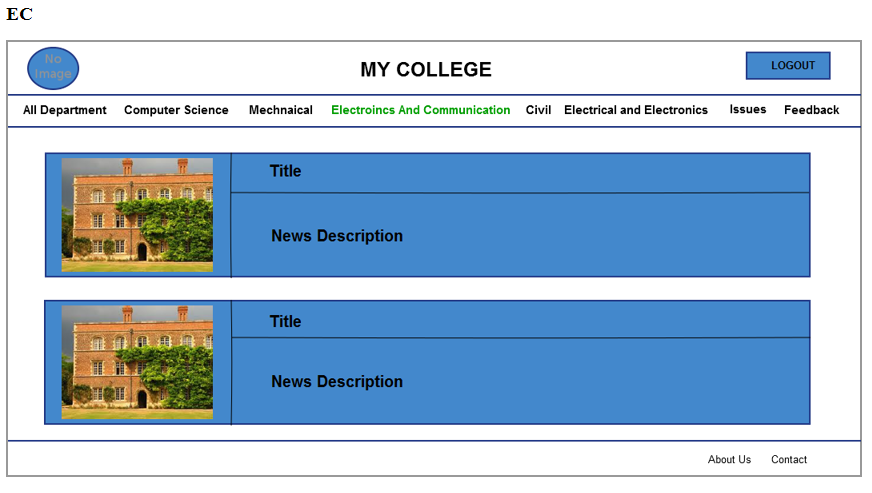 EC
No
Image
MY COLLEGE
LOGOUT
All Department Computer Science Mechnaical Electroincs And Communication Civil Electrical and Electronics Issues Feedback
Title
News Description
Title
News Description
About Us Contact